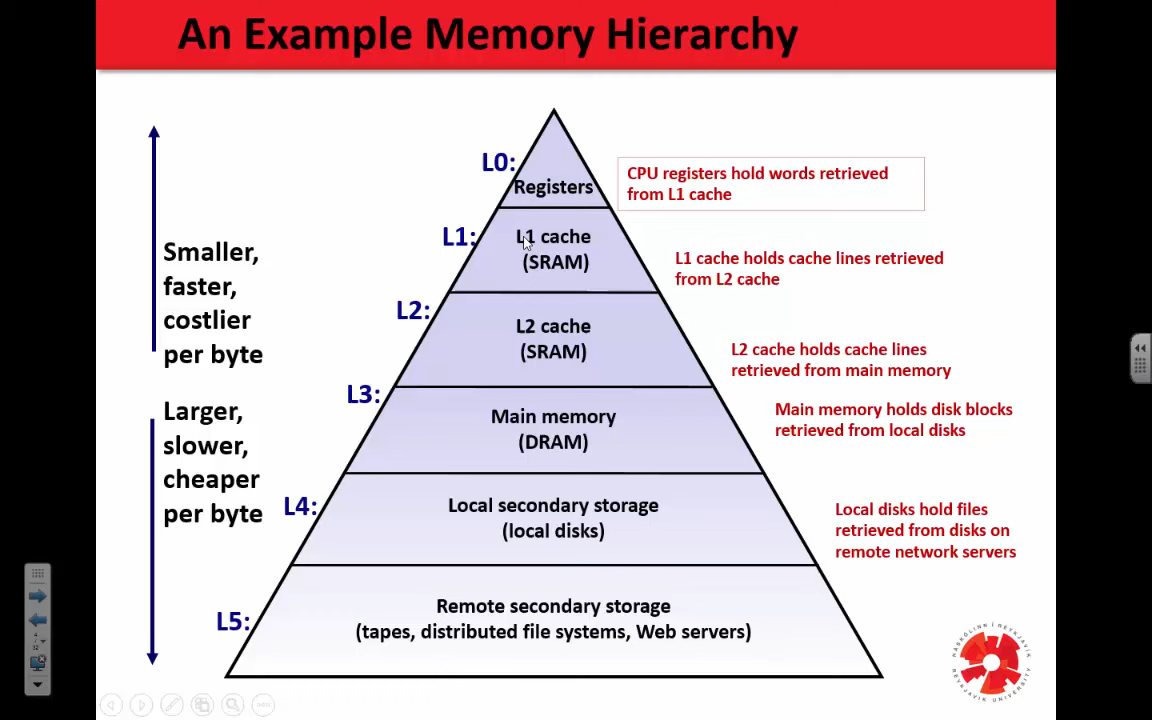 An Example Memory Hierarchy
L0:
Registers
CPU registers hold words retrieved
from L1 cache
L1:
L1 cache
(SRAM)
L1 cache holds cache lines retrieved
from L2 cache
Smaller,
faster,
costlier
per byte
L2:
L2 cache
(SRAM)
L2 cache holds cache lines
retrieved from main memory
L3:
Main memory
(DRAM)
Main memory holds disk blocks
retrieved from local disks
Larger,
slower,
cheaper
per byte
L4:
Local secondary storage
(local disks)
Local disks hold files
retrieved from disks on
remote network servers
L5:
Remote secondary storage
(tapes, distributed file systems, Web servers)
HÁSKÓLINN Í REYKJAVÍK
REYKJAVIK UNIVERSITY